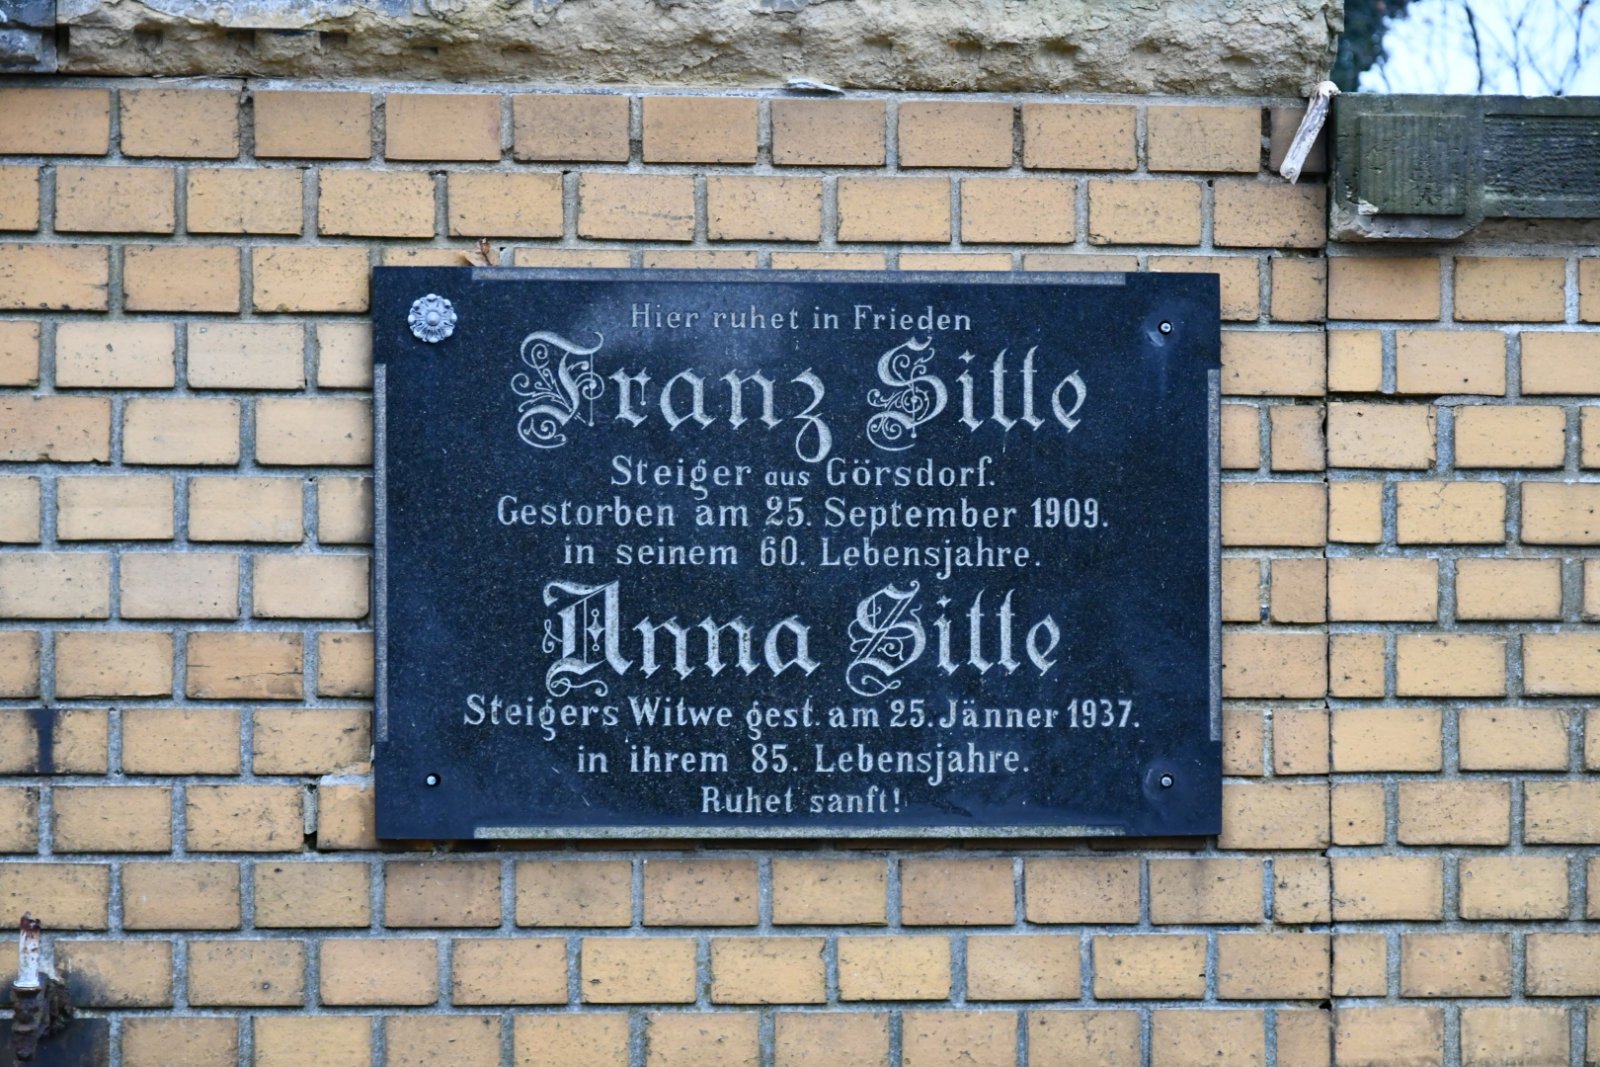 Hier ruhet in Frieden
Franz Sitte
Steiger aus Görsdorf.
Gestorben am 25. September 1909.
in seinem 60. Lebensjahre.
Anna Sitte
Steigers Witwe gest. am 25. Jänner 1937.
in ihrem 85. Lebensjahre.
Ruhet sanft!